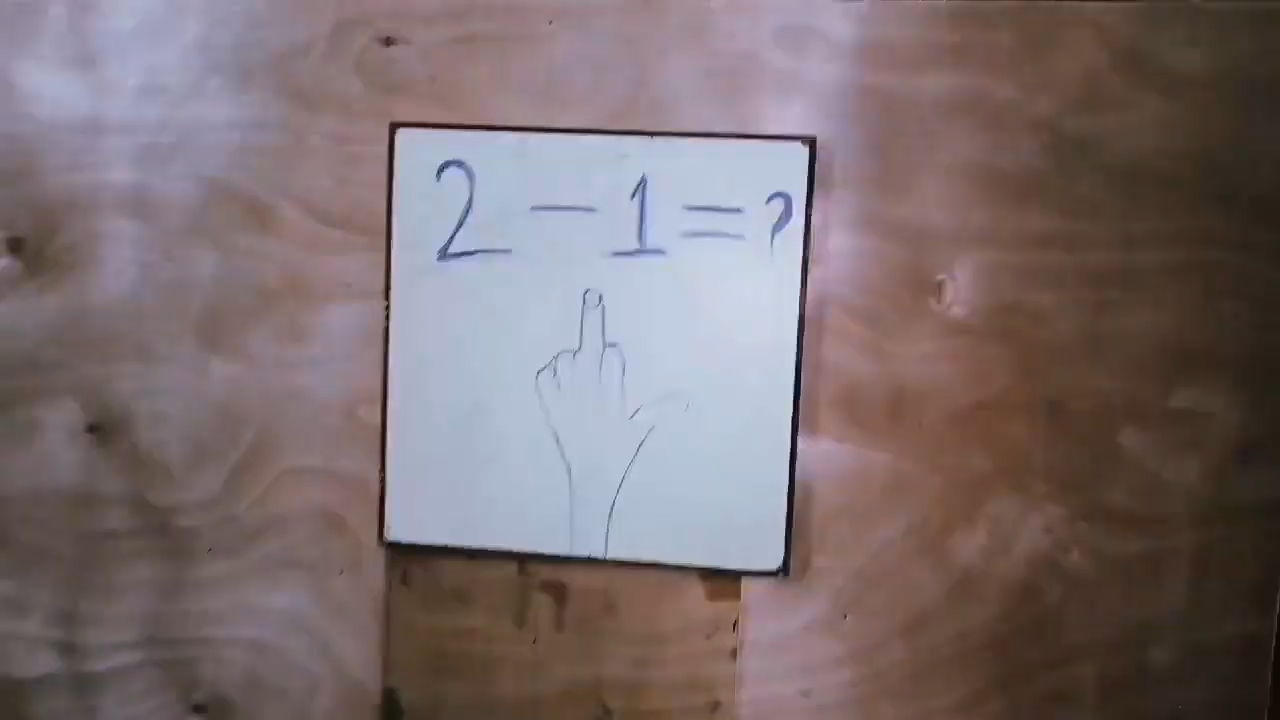 2 - 1 = ?